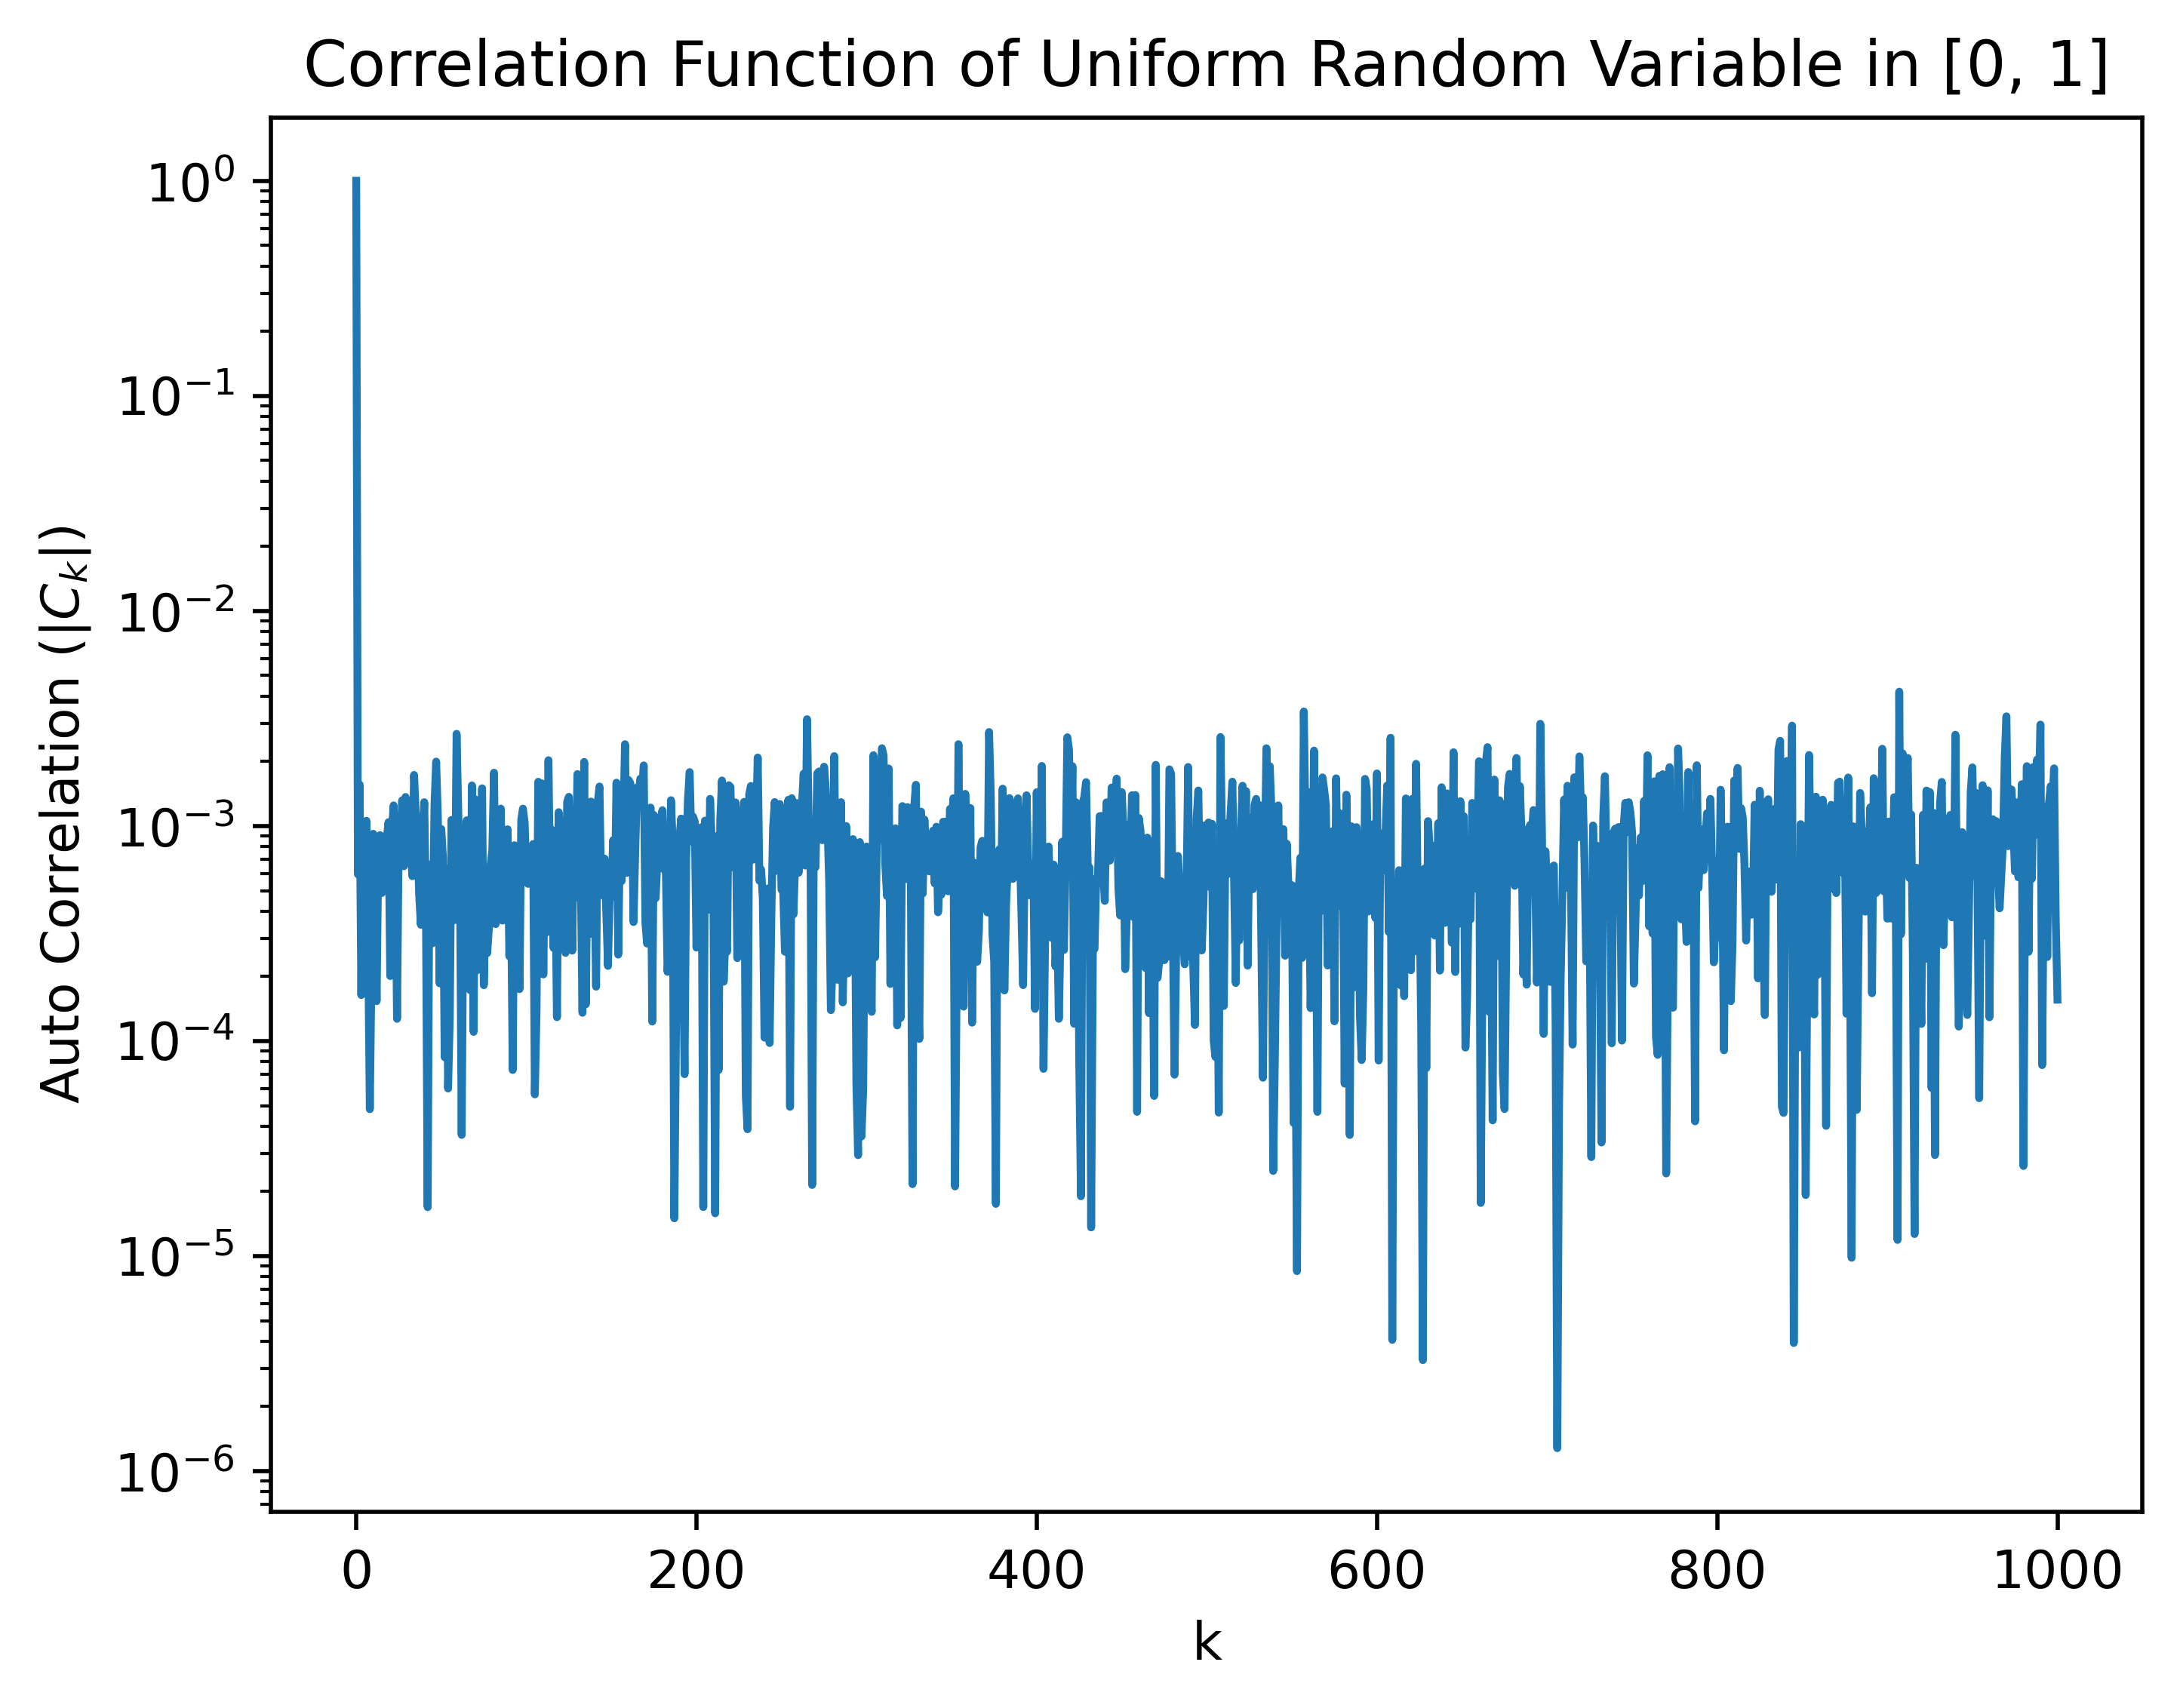 Correlation Function of Uniform Random Variable in [0, 1]
Auto Correlation (|C_k|)
10^0
10^{-1}
10^{-2}
10^{-3}
10^{-4}
10^{-5}
10^{-6}
0 200 400 600 800 1000
k